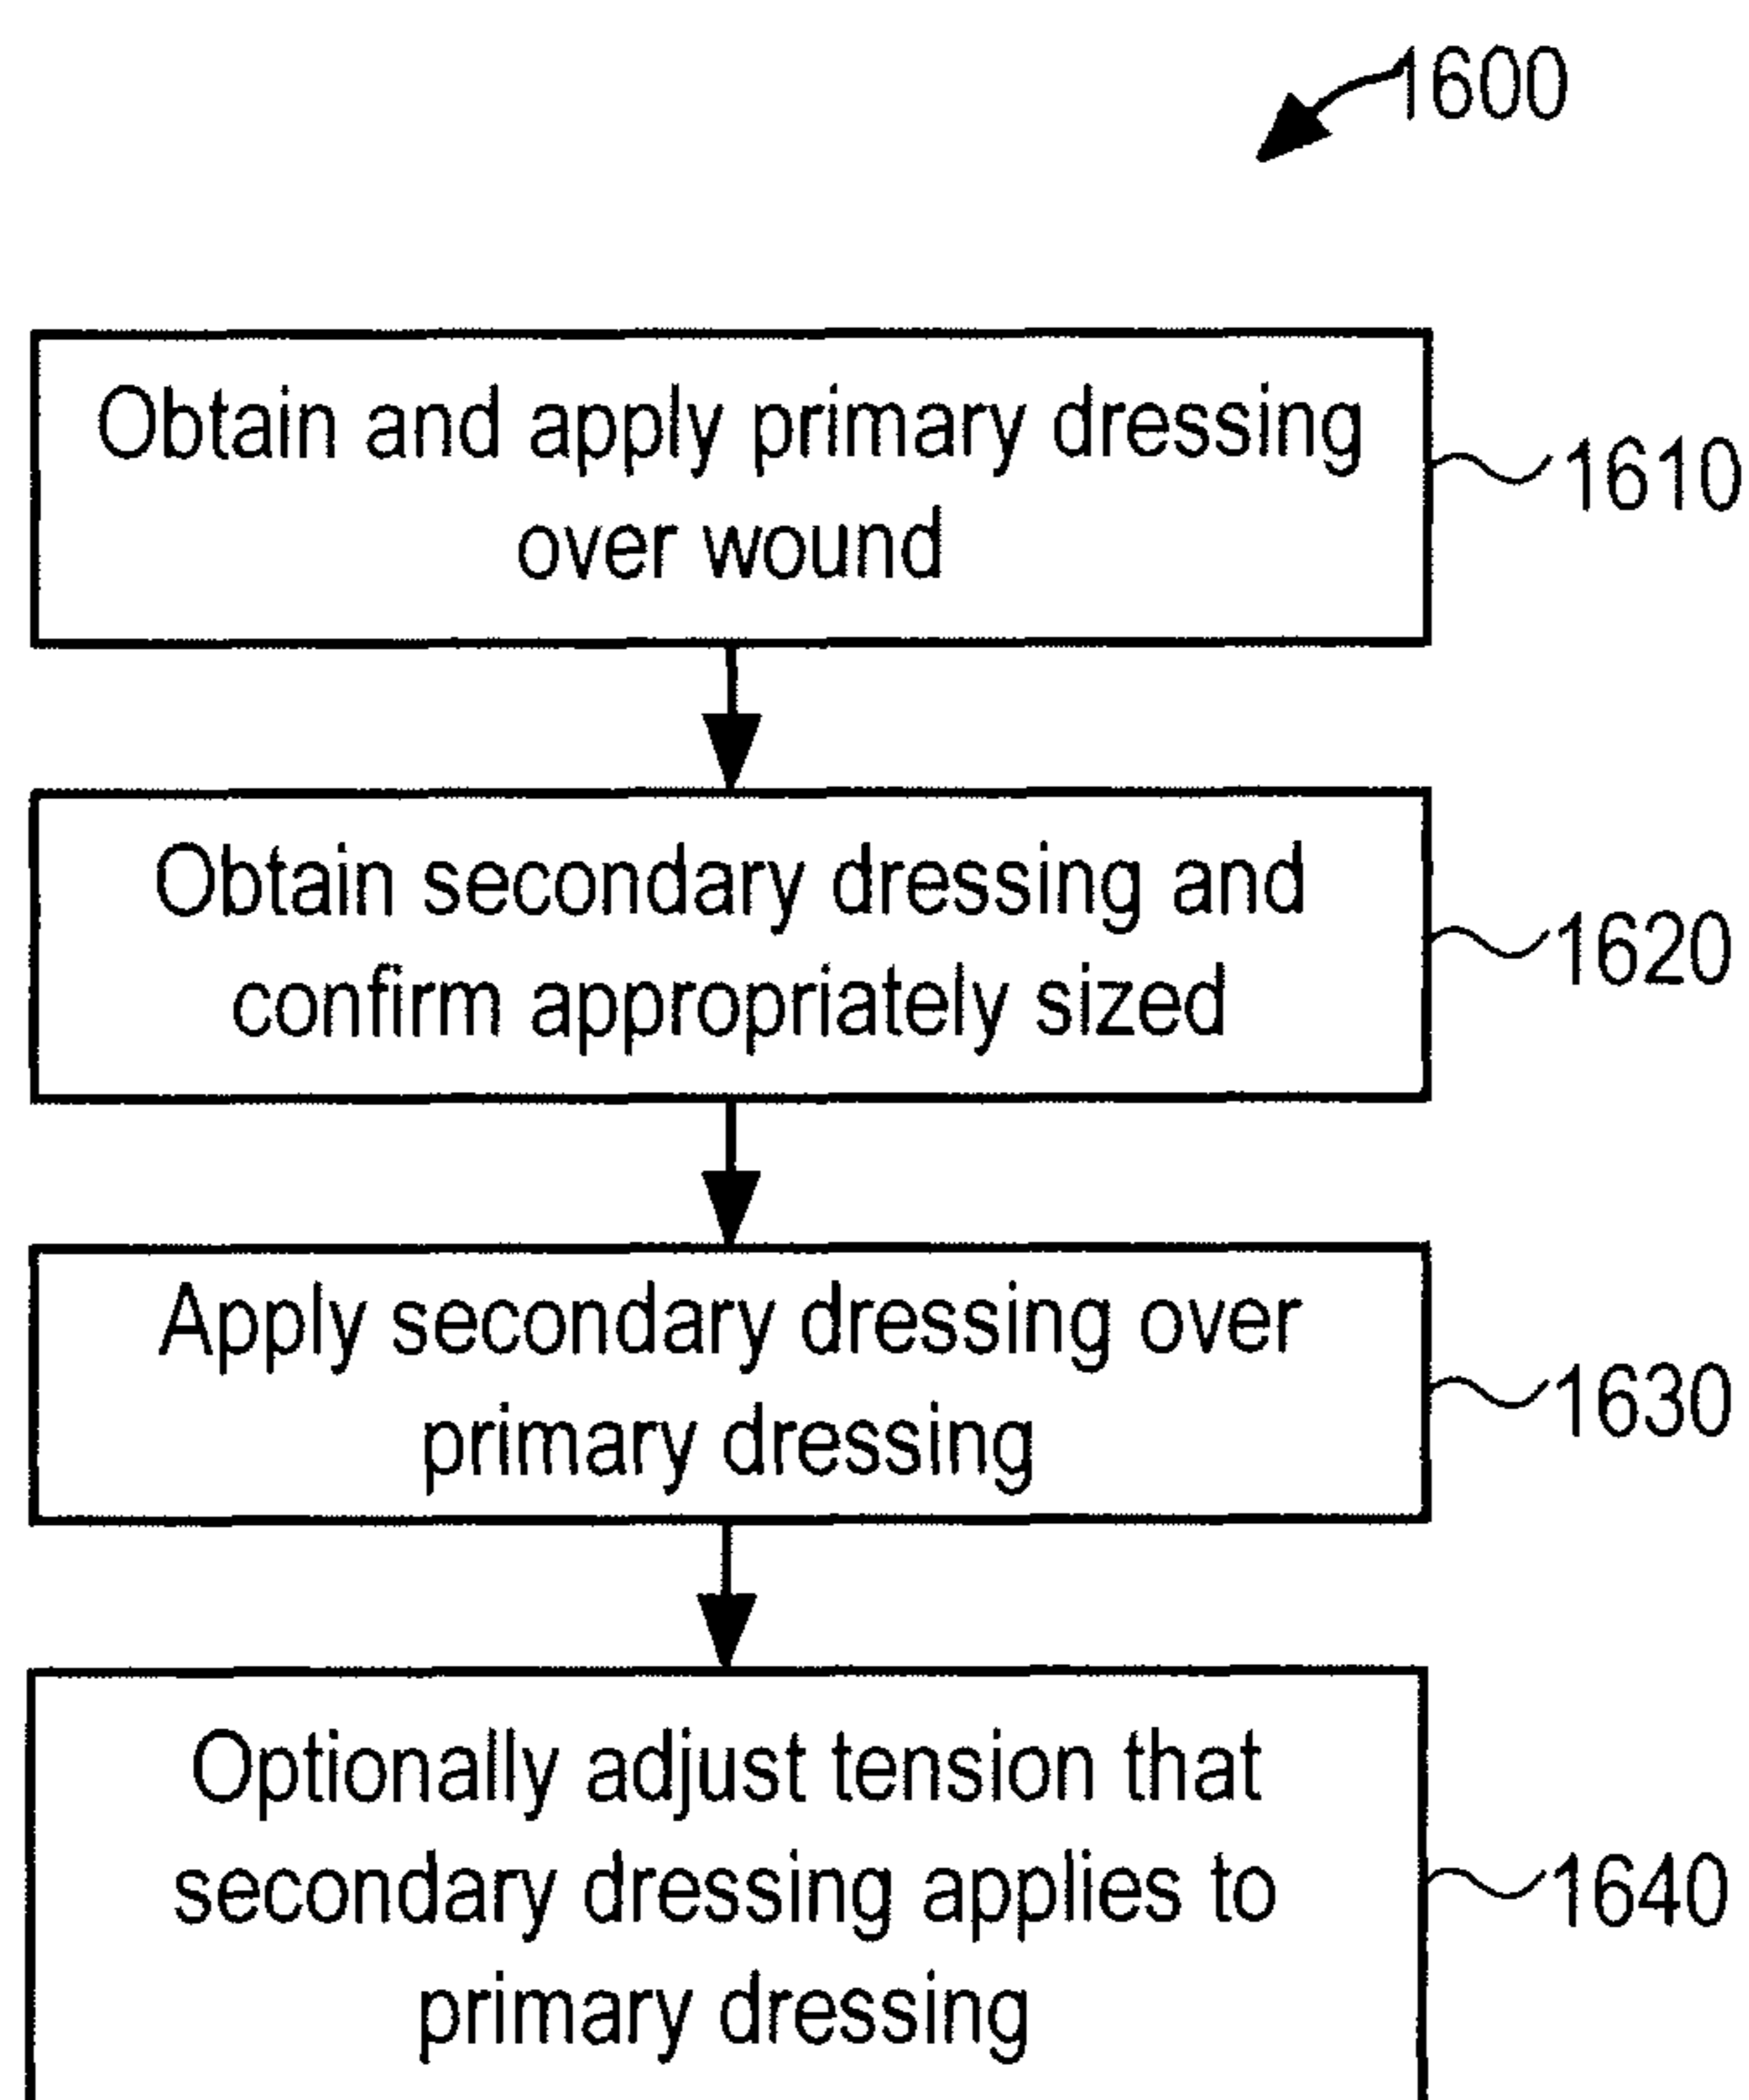 1600
Obtain and apply primary dressing
over wound
1610
Obtain secondary dressing and
confirm appropriately sized
1620
Apply secondary dressing over
primary dressing
1630
Optionally adjust tension that
secondary dressing applies to
primary dressing
1640